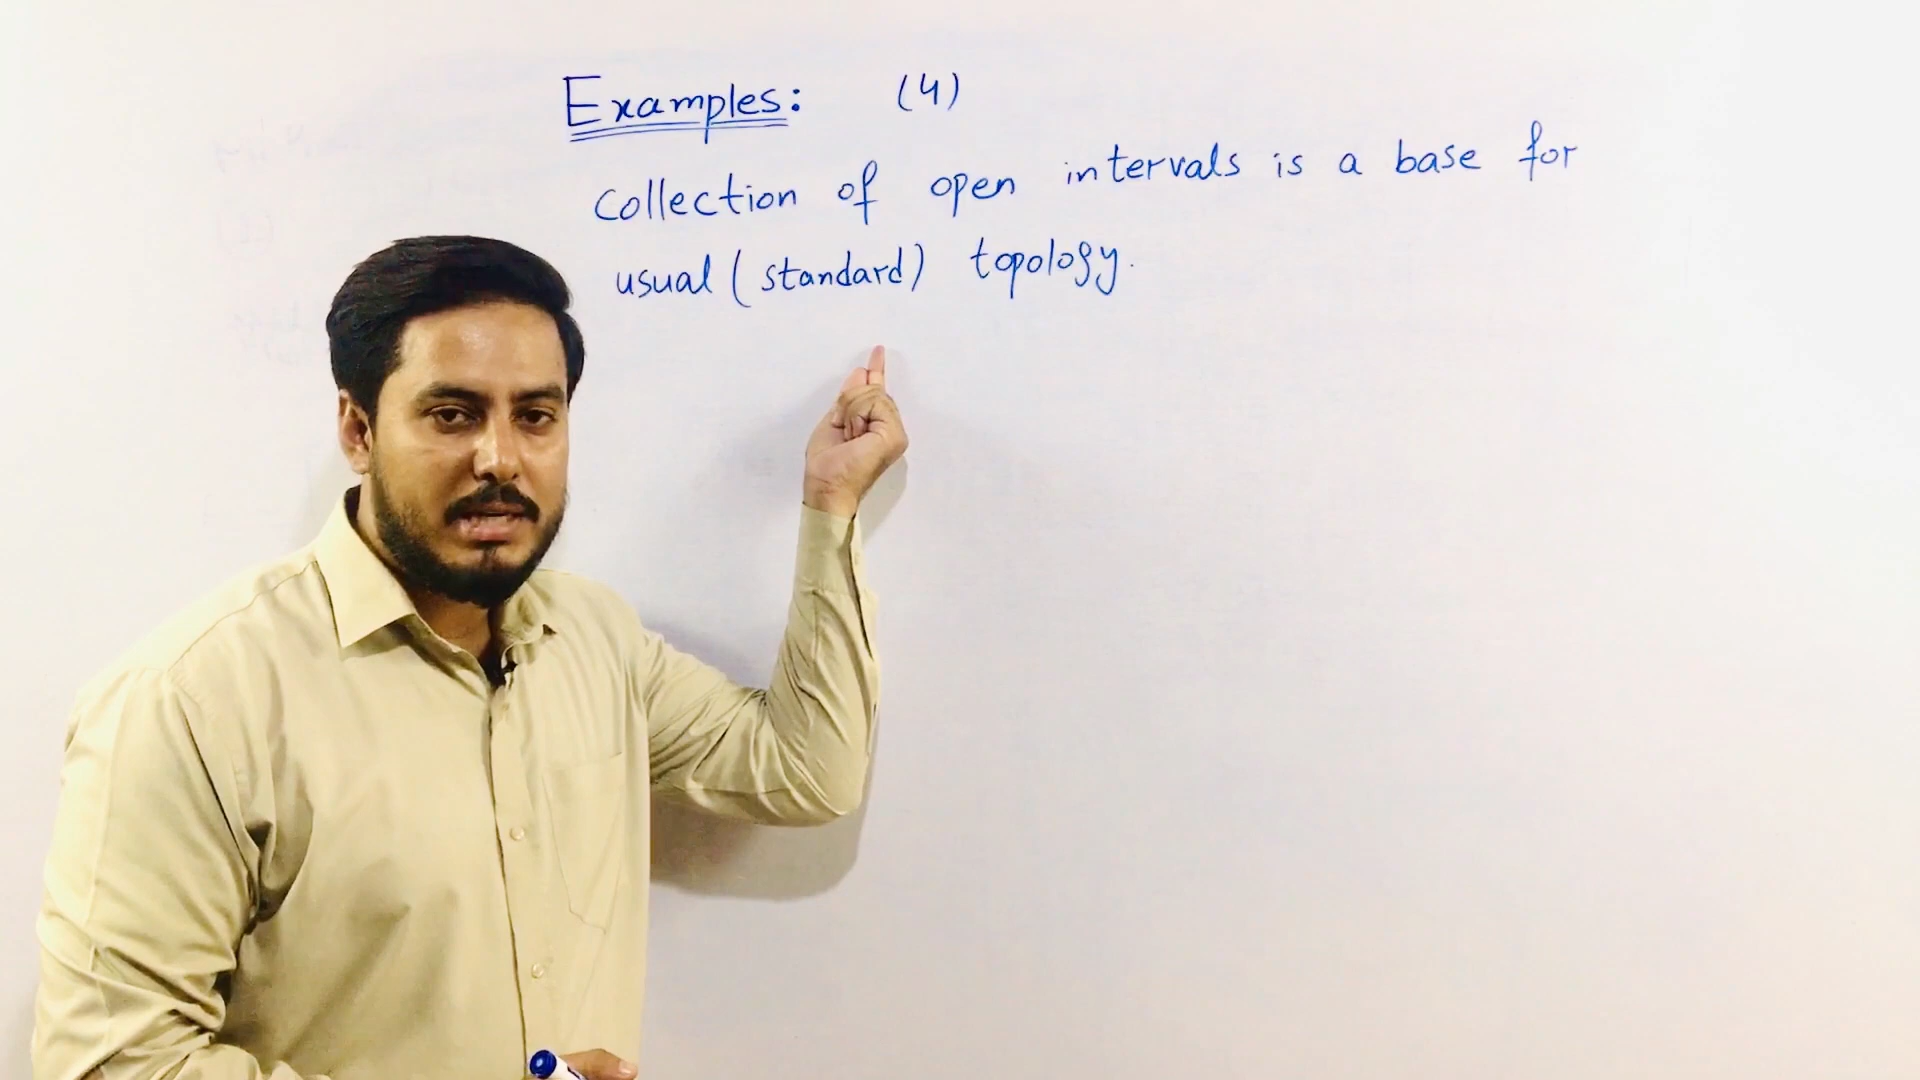 Examples: (4)
Collection of open intervals is a base for
usual (standard) topology.